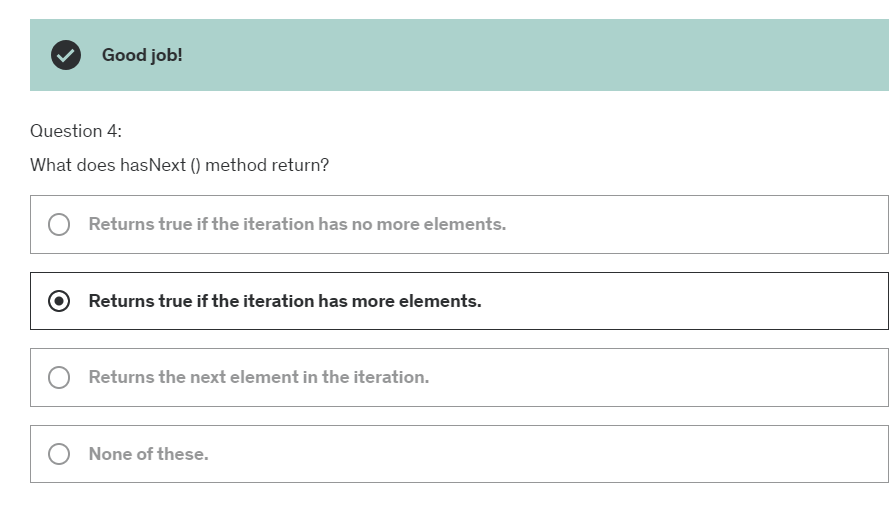 Good job!
Question 4:
What does hasNext () method return?
Returns true if the iteration has no more elements.
Returns true if the iteration has more elements.
Returns the next element in the iteration.
None of these.